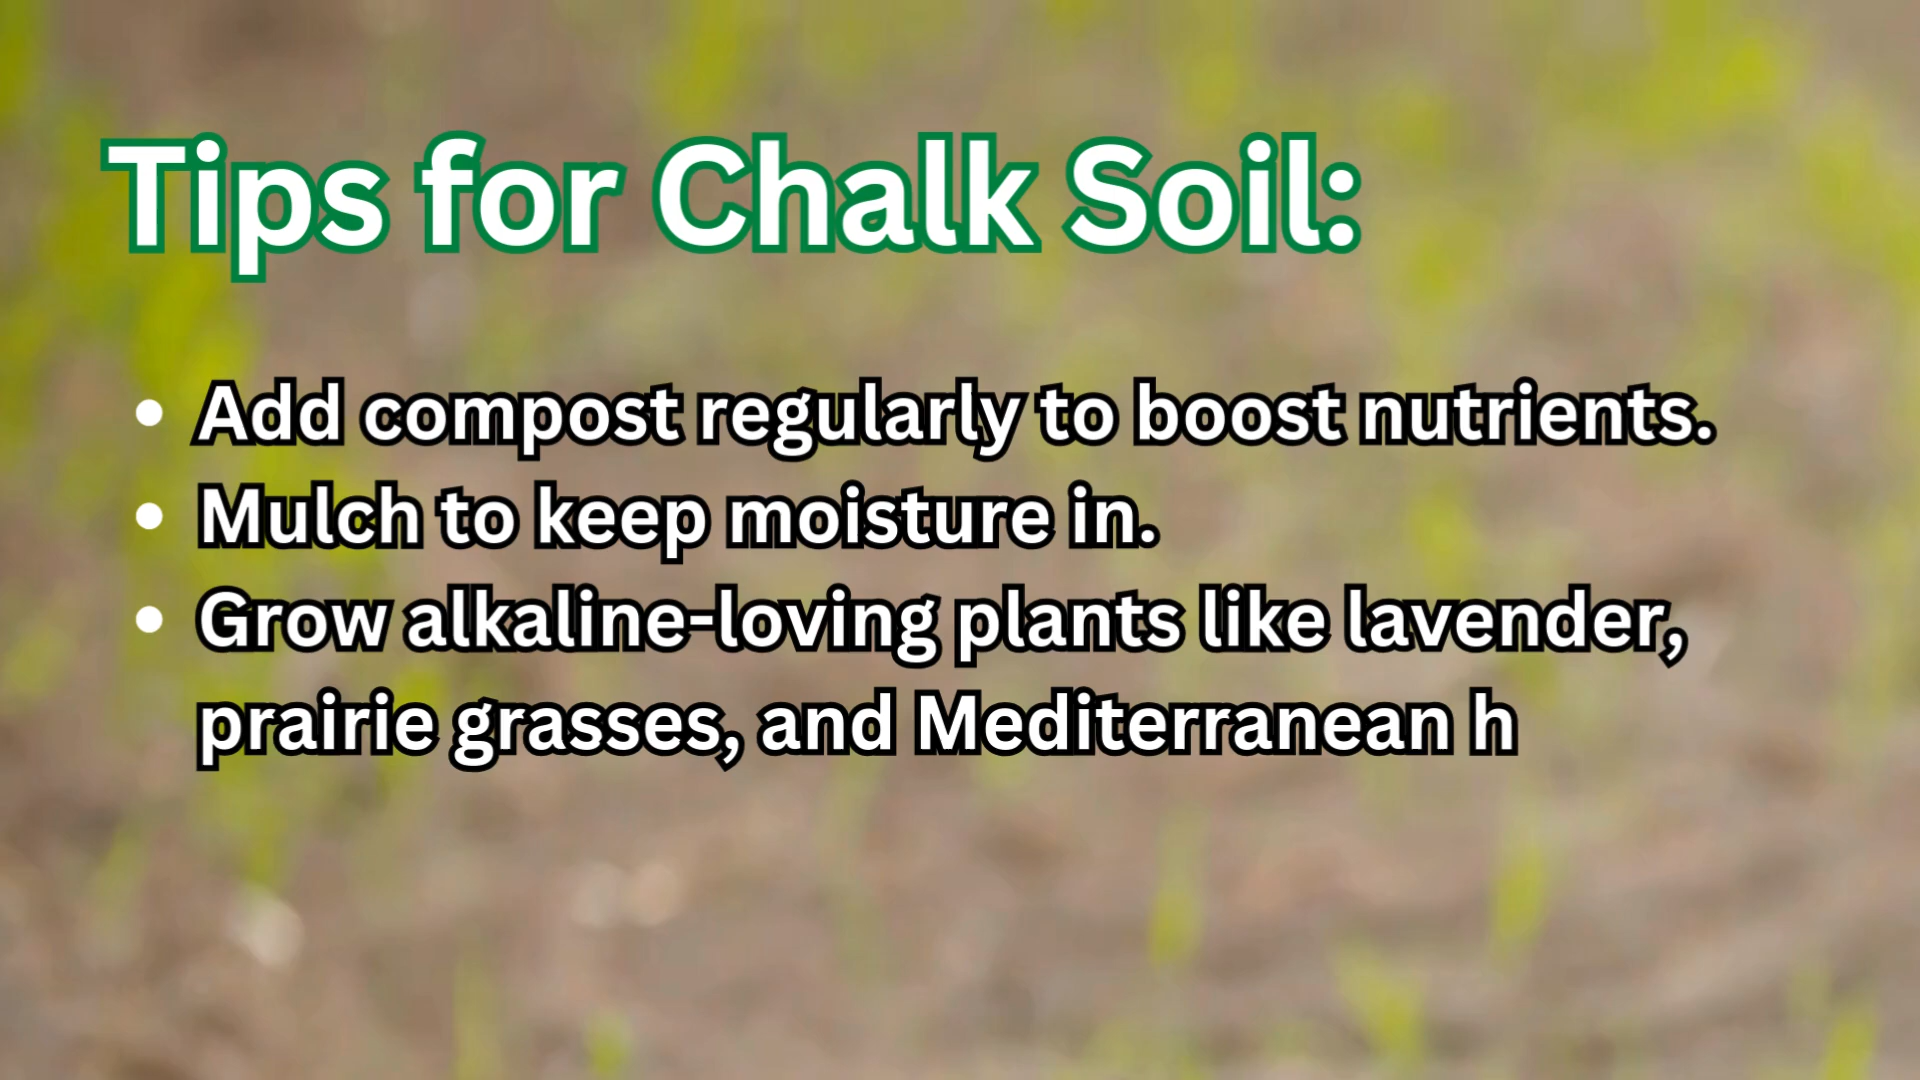 Tips for Chalk Soil:
• Add compost regularly to boost nutrients.
• Mulch to keep moisture in.
• Grow alkaline-loving plants like lavender,
prairie grasses, and Mediterranean h